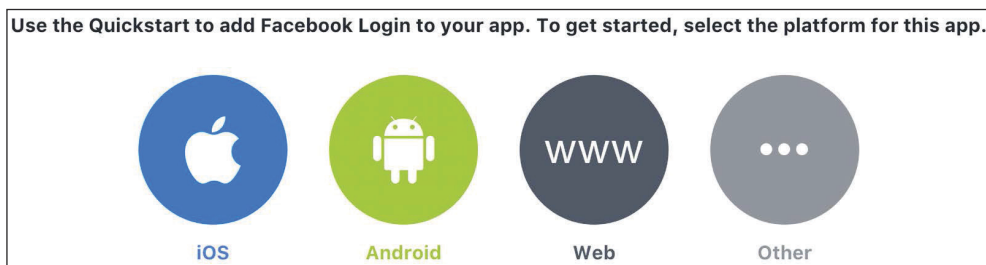 Use the Quickstart to add Facebook Login to your app. To get started, select the platform for this app.
www
iOS
Android
Web
Other